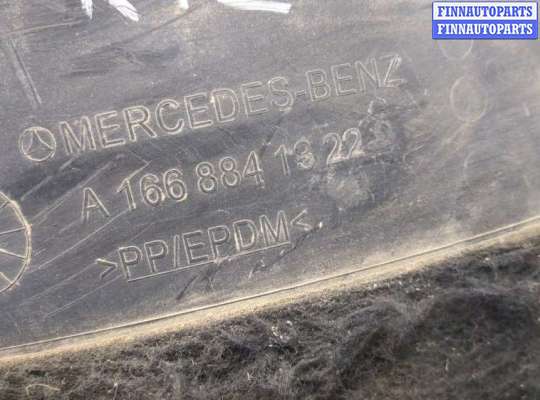 FINNAUTOPARTS
FINNAUTOPARTS
MERCEDES-BENZ
A 166 884 13 22
>PP/EPDM<